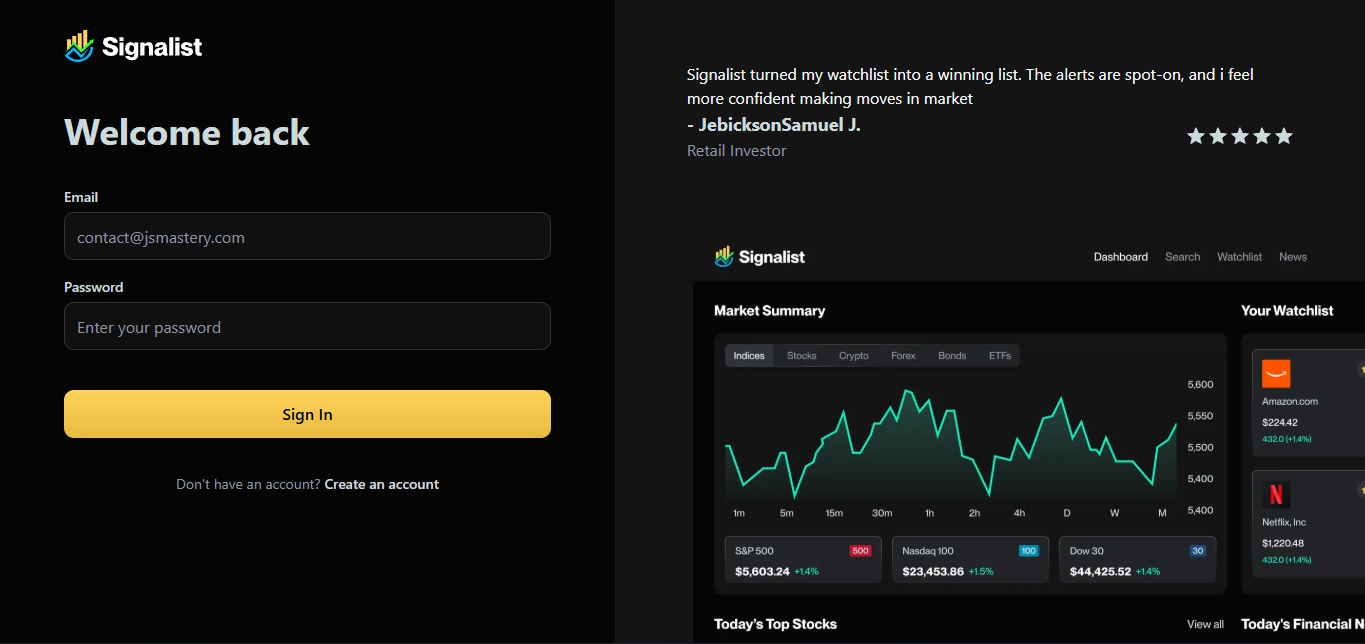 Signalist
Welcome back
Email
contact@jsmastery.com
Password
Enter your password
Sign In
Don't have an account? Create an account
Signalist turned my watchlist into a winning list. The alerts are spot-on, and i feel
more confident making moves in market
- JebicksonSamuel J.
Retail Investor
Signalist
Dashboard Search Watchlist News
Market Summary
Indices Stocks Crypto Forex Bonds ETFs
5,600
5,550
5,500
5,400
5,400
1m 5m 15m 30m 1h 2h 4h D W M
S&P 500 500
$5,603.24 +1.4%
Nasdaq 100 100
$23,453.86 +1.5%
Dow 30 30
$44,425.52 +1.4%
Your Watchlist
Amazon.com
$224.42
432.0 (+1.4%)
N
Netflix, Inc
$1,220.48
432.0 (+1.4%)
Today's Top Stocks View all
Today's Financial N